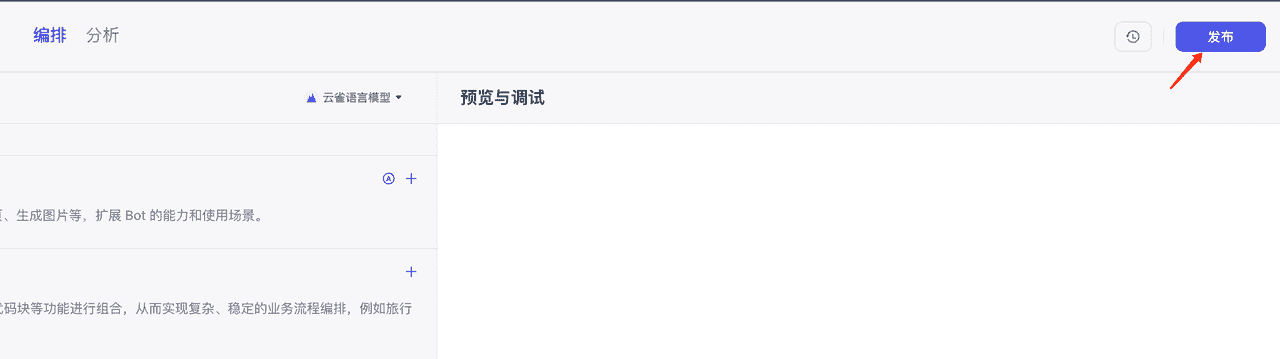 编排 分析
发布
云雀语言模型
预览与调试
、生成图片等，扩展 Bot 的能力和使用场景。
码块等功能进行组合，从而实现复杂、稳定的业务流程编排，例如旅行